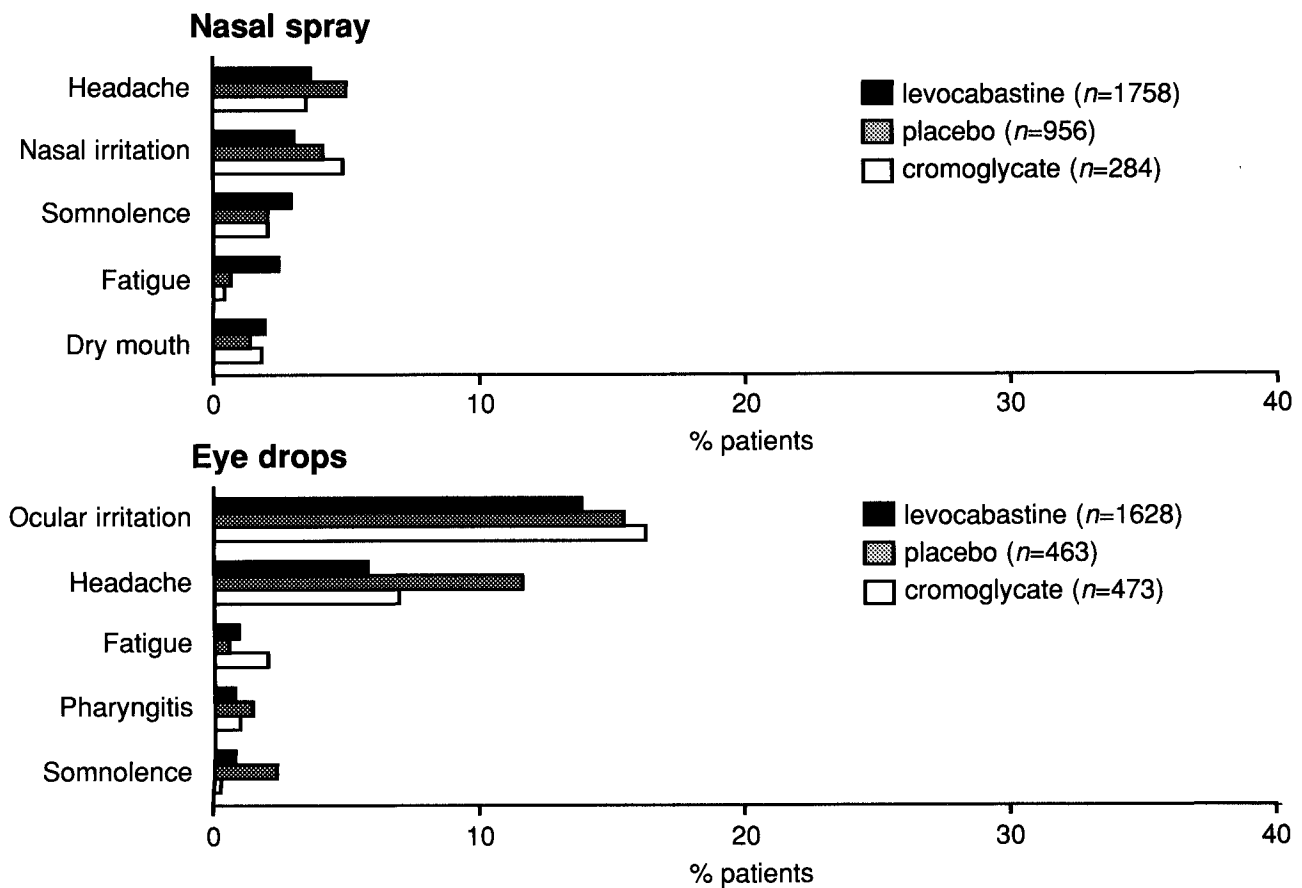 Nasal spray
Headache
Nasal irritation
Somnolence
Fatigue
Dry mouth
levocabastine (n=1758)
placebo (n=956)
cromoglycate (n=284)
0 10 20 30 40
% patients
Eye drops
Ocular irritation
Headache
Fatigue
Pharyngitis
Somnolence
levocabastine (n=1628)
placebo (n=463)
cromoglycate (n=473)
0 10 20 30 40
% patients